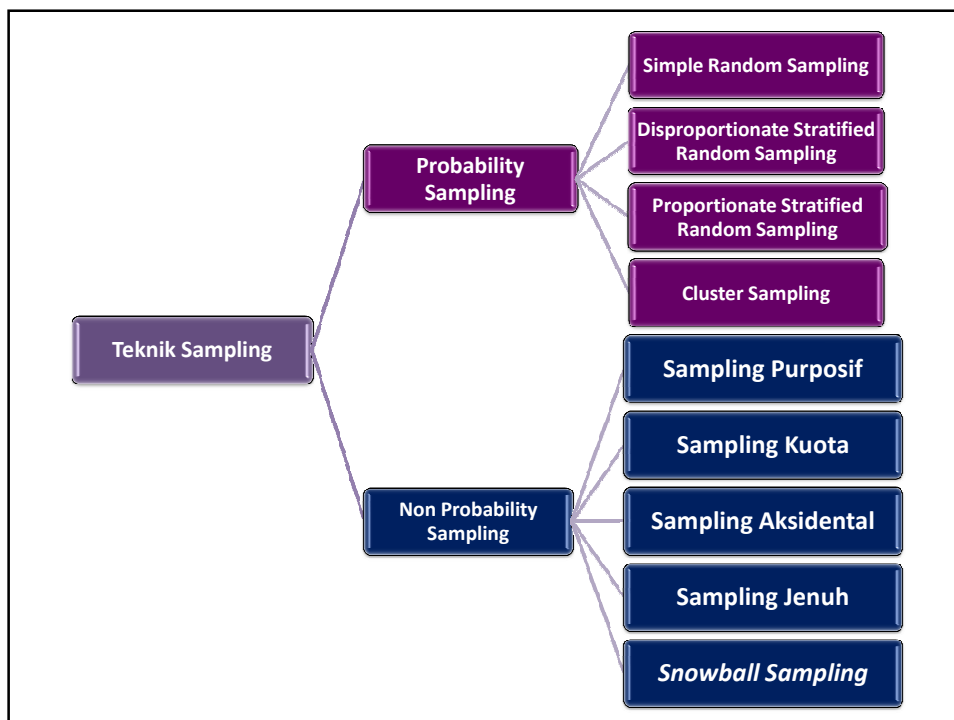 Teknik Sampling
Probability
Sampling
Simple Random Sampling
Disproportionate Stratified
Random Sampling
Proportionate Stratified
Random Sampling
Cluster Sampling
Non Probability
Sampling
Sampling Purposif
Sampling Kuota
Sampling Aksidental
Sampling Jenuh
Snowball Sampling